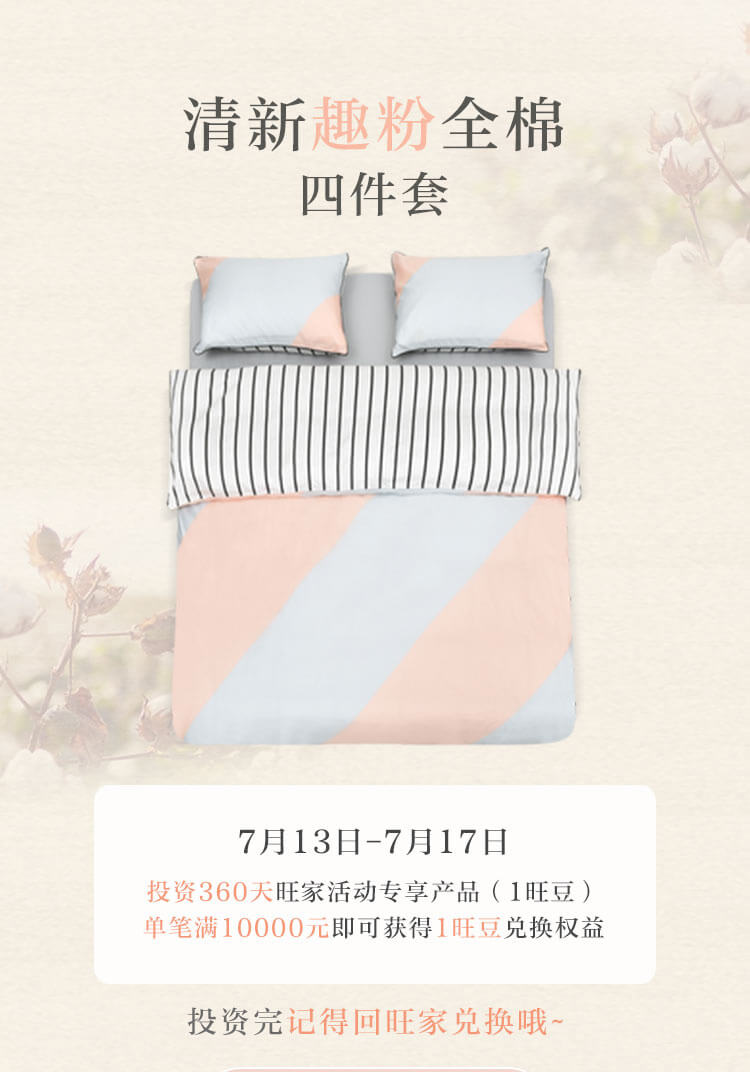 清新趣粉全棉
四件套
7月13日-7月17日
投资360天旺家活动专享产品（1旺豆）
单笔满10000元即可获得1旺豆兑换权益
投资完记得回旺家兑换哦~